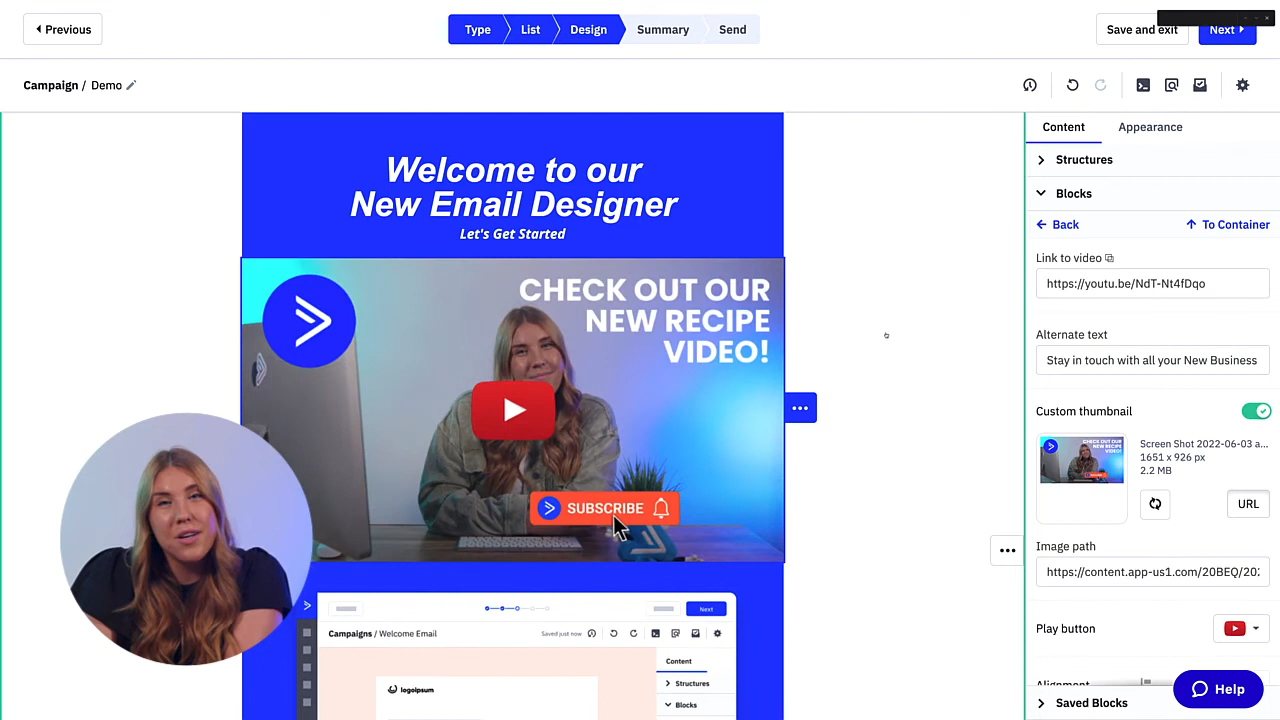 Previous
Type
List
Design
Summary
Send
Save and exit
Next
Campaign / Demo
Content
Appearance
Structures
Blocks
Back
To Container
Link to video
https://youtu.be/NdT-Nt4fDqo
Alternate text
Stay in touch with all your New Business
Custom thumbnail
Screen Shot 2022-06-03 a...
1651 x 926 px
2.2 MB
URL
Image path
https://content.app-us1.com/20BEQ/20
Play button
Saved Blocks
Help
Welcome to our
New Email Designer
Let's Get Started
CHECK OUT OUR
NEW RECIPE
VIDEO!
SUBSCRIBE
Next
Campaigns / Welcome Email
Saved just now
Content
Structures
Blocks
logoipsum